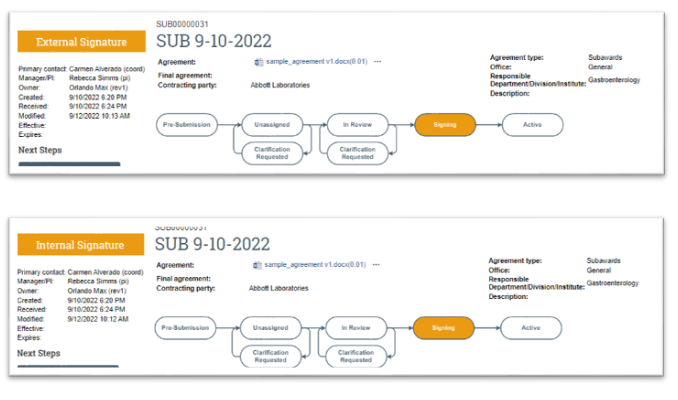 SUB00000031
External Signature
SUB 9-10-2022
Primary contact: Carmen Alverado (coord)
Manager/PI: Rebecca Simms (pi)
Owner: Orlando Max (rev1)
Created: 9/10/2022 6:20 PM
Received: 9/10/2022 6:24 PM
Modified: 9/12/2022 10:13 AM
Effective:
Expires:
Next Steps
Agreement: sample_agreement v1.docx(0.01) ···
Final agreement:
Contracting party: Abbott Laboratories
Agreement type: Subawards
Office: General
Responsible
Department/Division/Institute: Gastroenterology
Description:
Pre-Submission
Unassigned
In Review
Signing
Active
Clarification
Requested
Clarification
Requested
SUB00000031
Internal Signature
SUB 9-10-2022
Primary contact: Carmen Alverado (coord)
Manager/PI: Rebecca Simms (pi)
Owner: Orlando Max (rev1)
Created: 9/10/2022 6:20 PM
Received: 9/10/2022 6:24 PM
Modified: 9/12/2022 10:12 AM
Effective:
Expires:
Next Steps
Agreement: sample_agreement v1.docx(0.01) ···
Final agreement:
Contracting party: Abbott Laboratories
Agreement type: Subawards
Office: General
Responsible
Department/Division/Institute: Gastroenterology
Description:
Pre-Submission
Unassigned
In Review
Signing
Active
Clarification
Requested
Clarification
Requested